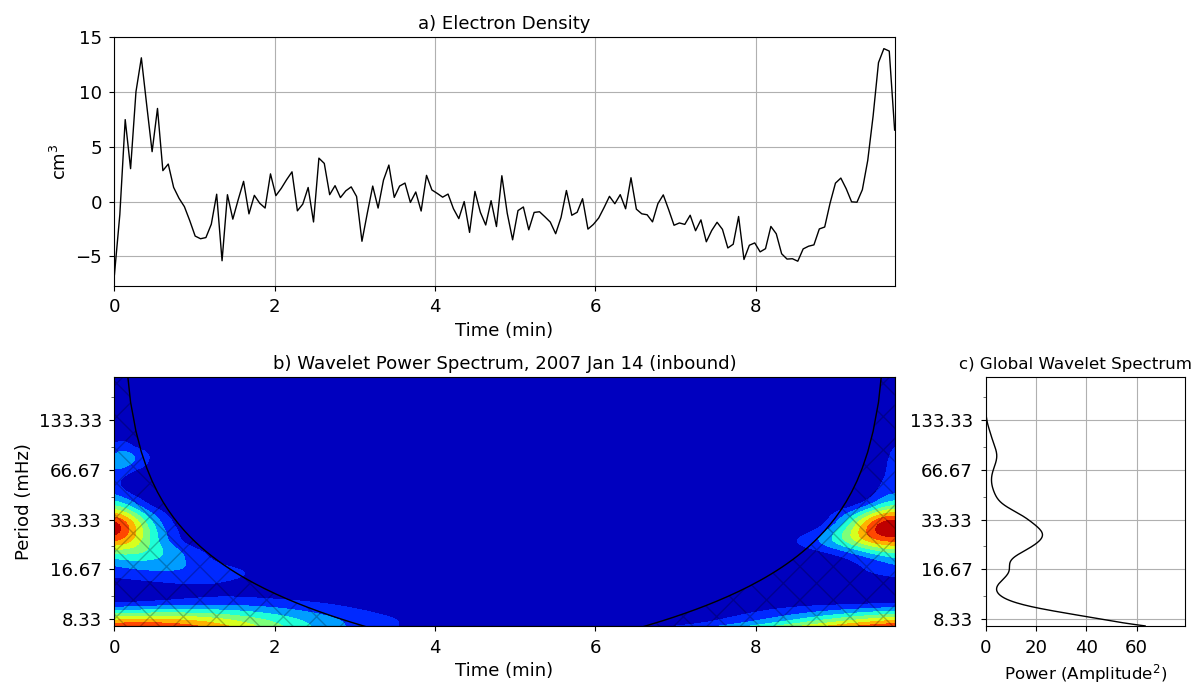 a) Electron Density
15
10
5
0
−5
cm³
0 2 4 6 8
Time (min)
b) Wavelet Power Spectrum, 2007 Jan 14 (inbound)
133.33
66.67
33.33
16.67
8.33
Period (mHz)
0 2 4 6 8
Time (min)
c) Global Wavelet Spectrum
133.33
66.67
33.33
16.67
8.33
0 20 40 60
Power (Amplitude²)